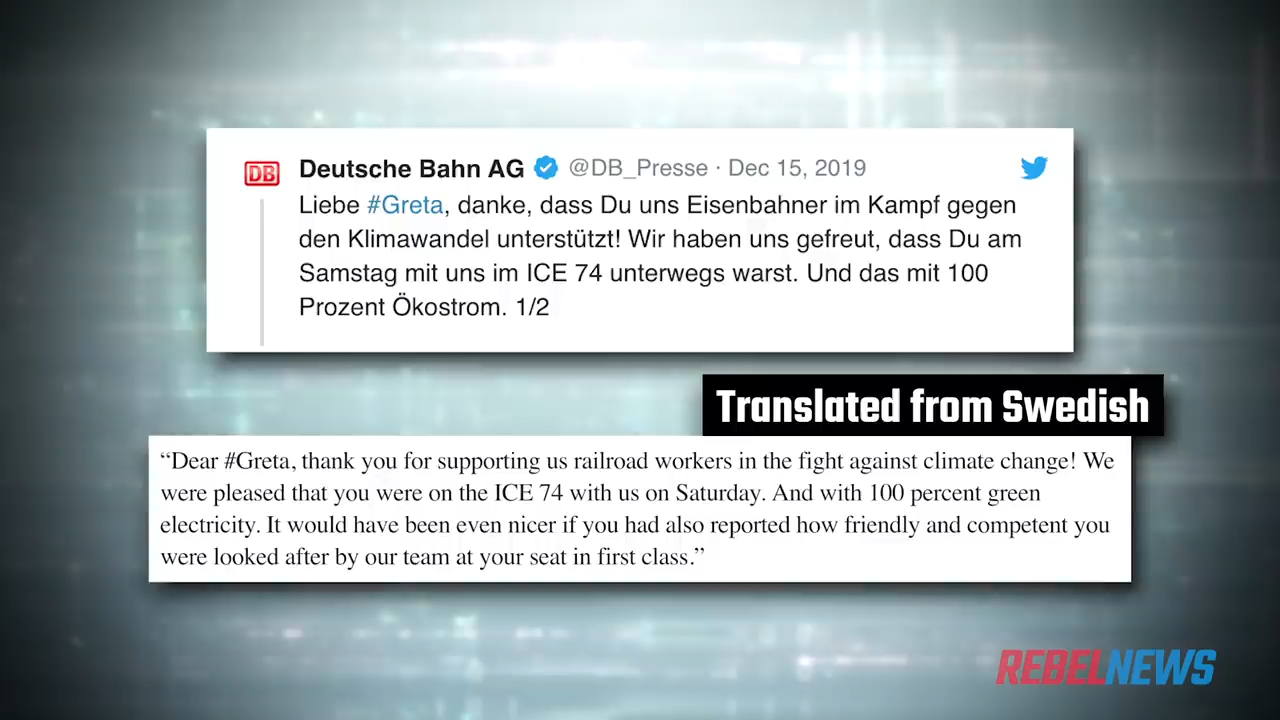 DB Deutsche Bahn AG @DB_Presse · Dec 15, 2019
Liebe #Greta, danke, dass Du uns Eisenbahner im Kampf gegen
den Klimawandel unterstützt! Wir haben uns gefreut, dass Du am
Samstag mit uns im ICE 74 unterwegs warst. Und das mit 100
Prozent Ökostrom. 1/2
Translated from Swedish
“Dear #Greta, thank you for supporting us railroad workers in the fight against climate change! We
were pleased that you were on the ICE 74 with us on Saturday. And with 100 percent green
electricity. It would have been even nicer if you had also reported how friendly and competent you
were looked after by our team at your seat in first class.”
REBELNEWS